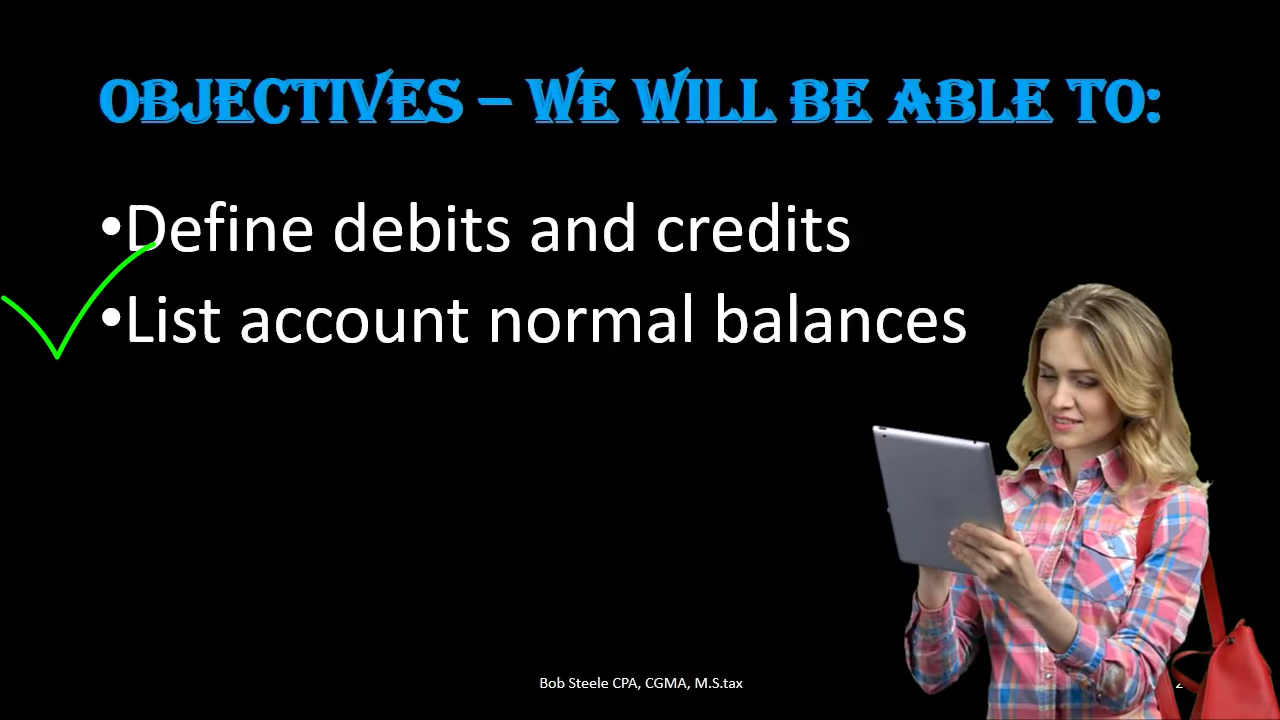 OBJECTIVES – WE WILL BE ABLE TO:
•Define debits and credits
•List account normal balances
Bob Steele CPA, CGMA, M.S.tax
2